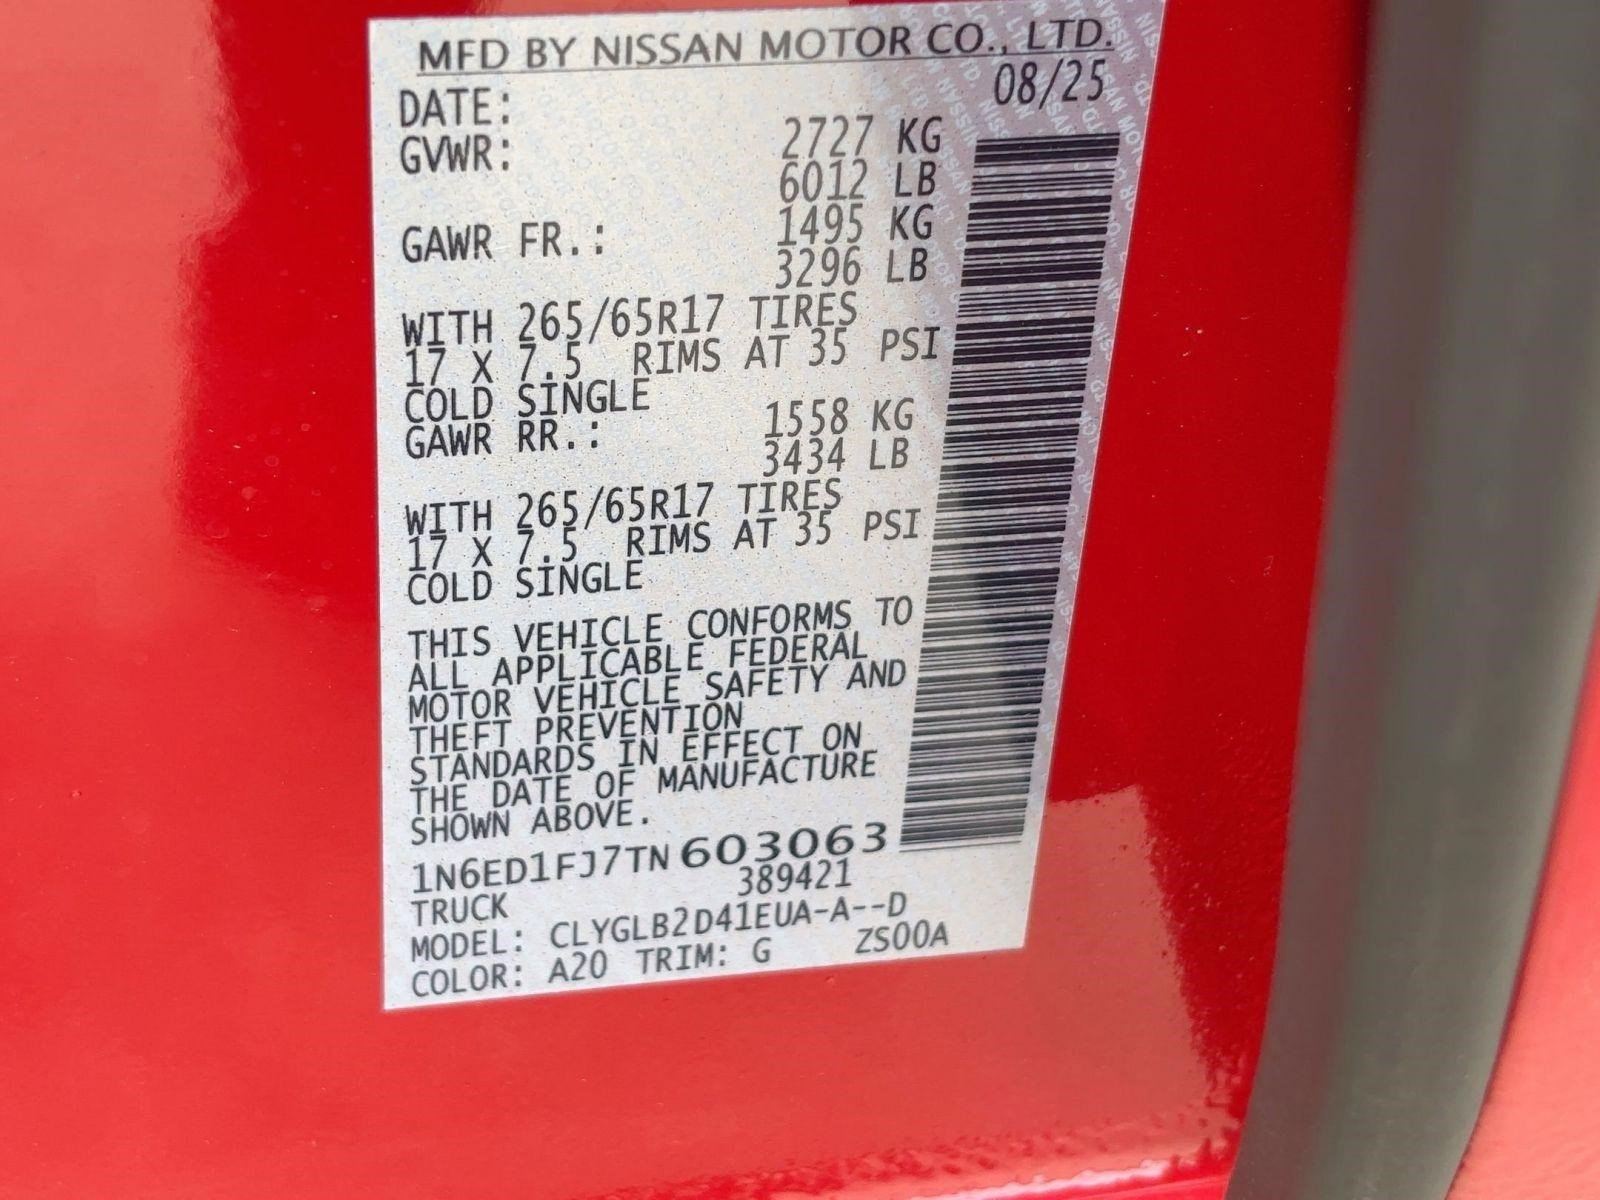 MFD BY NISSAN MOTOR CO., LTD.
DATE: 08/25
GVWR: 2727 KG
6012 LB
GAWR FR.: 1495 KG
3296 LB
WITH 265/65R17 TIRES
17 X 7.5 RIMS AT 35 PSI
COLD SINGLE
GAWR RR.: 1558 KG
3434 LB
WITH 265/65R17 TIRES
17 X 7.5 RIMS AT 35 PSI
COLD SINGLE
THIS VEHICLE CONFORMS TO
ALL APPLICABLE FEDERAL
MOTOR VEHICLE SAFETY AND
THEFT PREVENTION
STANDARDS IN EFFECT ON
THE DATE OF MANUFACTURE
SHOWN ABOVE.
1N6ED1FJ7TN603063
TRUCK 389421
MODEL: CLYGLB2D41EUA-A--D
COLOR: A20 TRIM: G ZS00A